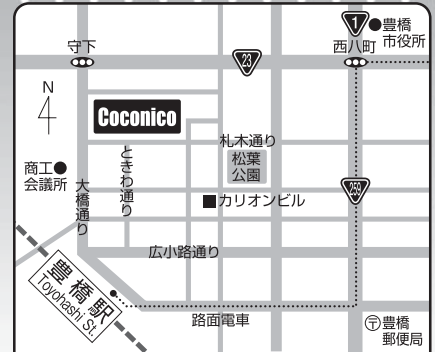 1
豊橋
市役所
守下
西八町
23
N
Coconico
札木通り
松葉
公園
ときわ通り
商工
会議所
大橋通り
259
カリオンビル
広小路通り
豊橋駅
Toyohashi St.
路面電車
〒豊橋
郵便局